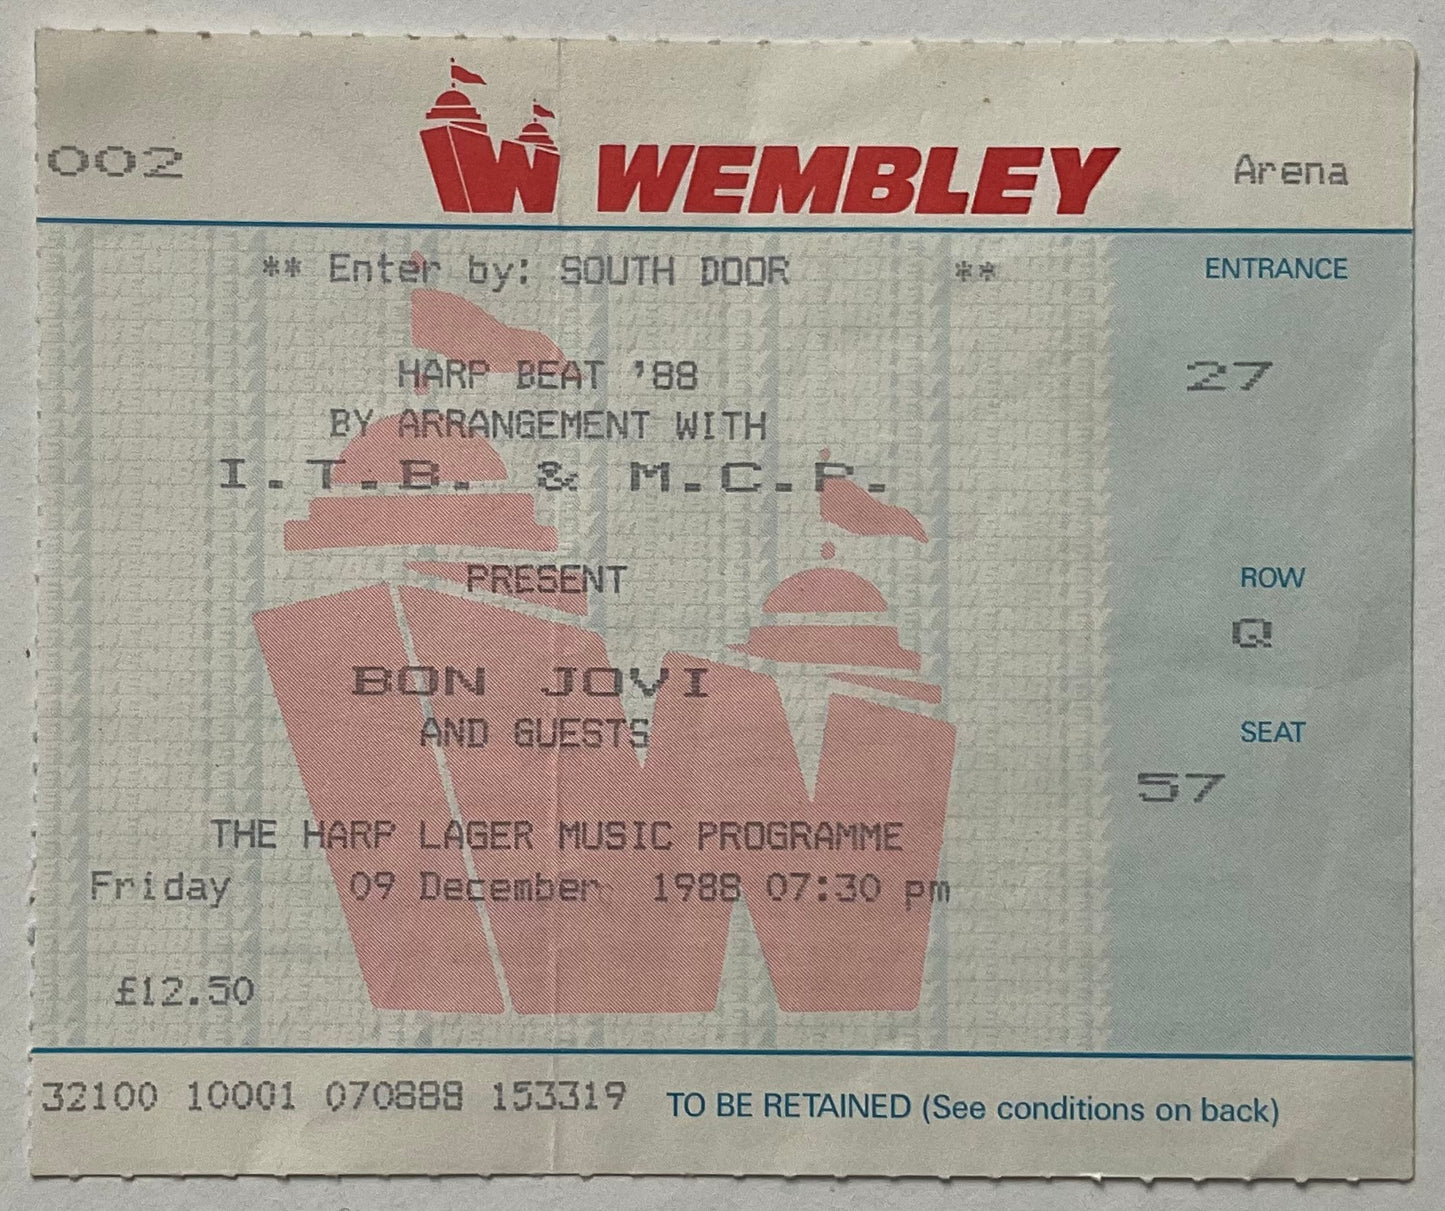 002
WEMBLEY
Arena
** Enter by: SOUTH DOOR **
ENTRANCE
27
HARP BEAT '88
BY ARRANGEMENT WITH
I.T.B. & M.C.P.
PRESENT
ROW
Q
BON JOVI
AND GUESTS
SEAT
57
THE HARP LAGER MUSIC PROGRAMME
Friday 09 December 1988 07:30 pm
£12.50
32100 10001 070888 153319 TO BE RETAINED (See conditions on back)